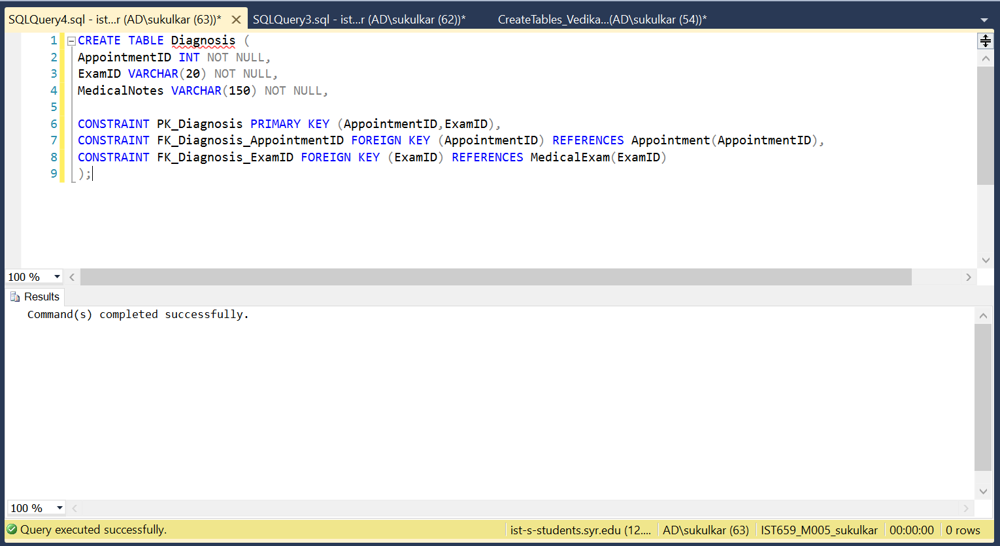 SQLQuery4.sql - ist...r (AD\sukulkar (63))* SQLQuery3.sql - ist...r (AD\sukulkar (62))* CreateTables_Vedika...(AD\sukulkar (54))*
1 CREATE TABLE Diagnosis (
2 AppointmentID INT NOT NULL,
3 ExamID VARCHAR(20) NOT NULL,
4 MedicalNotes VARCHAR(150) NOT NULL,
5
6 CONSTRAINT PK_Diagnosis PRIMARY KEY (AppointmentID,ExamID),
7 CONSTRAINT FK_Diagnosis_AppointmentID FOREIGN KEY (AppointmentID) REFERENCES Appointment(AppointmentID),
8 CONSTRAINT FK_Diagnosis_ExamID FOREIGN KEY (ExamID) REFERENCES MedicalExam(ExamID)
9 );
100 %
Results
Command(s) completed successfully.
100 %
Query executed successfully. ist-s-students.syr.edu (12.... AD\sukulkar (63) IST659_M005_sukulkar 00:00:00 0 rows